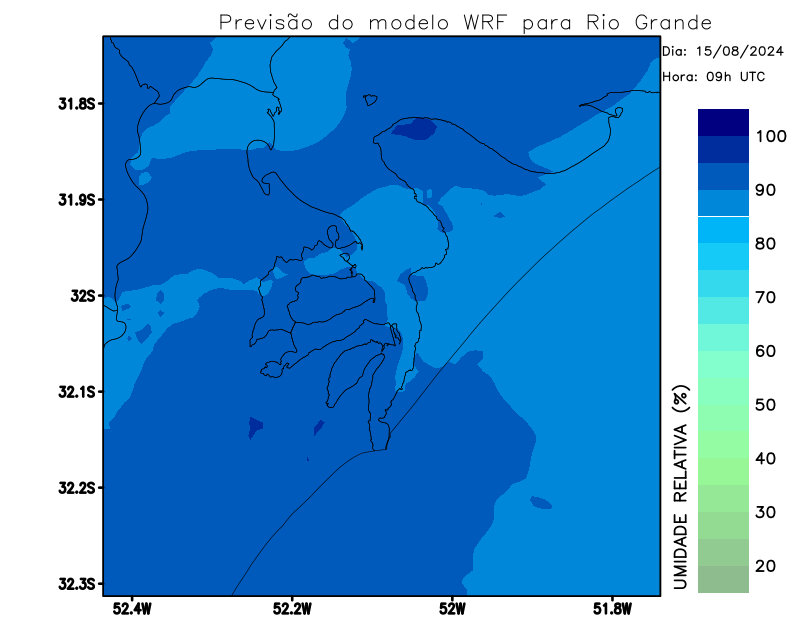 Previsão do modelo WRF para Rio Grande
Dia: 15/08/2024
Hora: 09h UTC
31.8S
31.9S
32S
32.1S
32.2S
32.3S
52.4W
52.2W
52W
51.8W
100
90
80
70
60
50
40
30
20
UMIDADE RELATIVA (%)